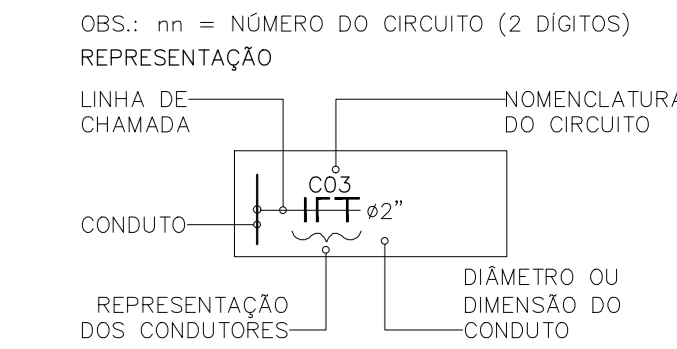 OBS.: nn = NÚMERO DO CIRCUITO (2 DÍGITOS)
REPRESENTAÇÃO
LINHA DE
CHAMADA
NOMENCLATURA
DO CIRCUITO
C03
ø2"
CONDUTO
REPRESENTAÇÃO
DOS CONDUTORES
DIÂMETRO OU
DIMENSÃO DO
CONDUTO